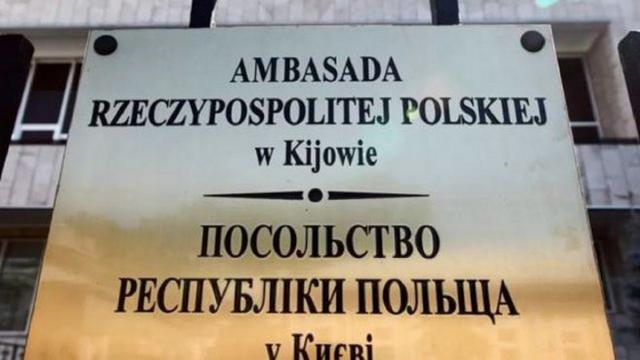 AMBASADA
RZECZYPOSPOLITEJ POLSKIEJ
w Kijowie
ПОСОЛЬСТВО
РЕСПУБЛІКИ ПОЛЬЩА
у Києві